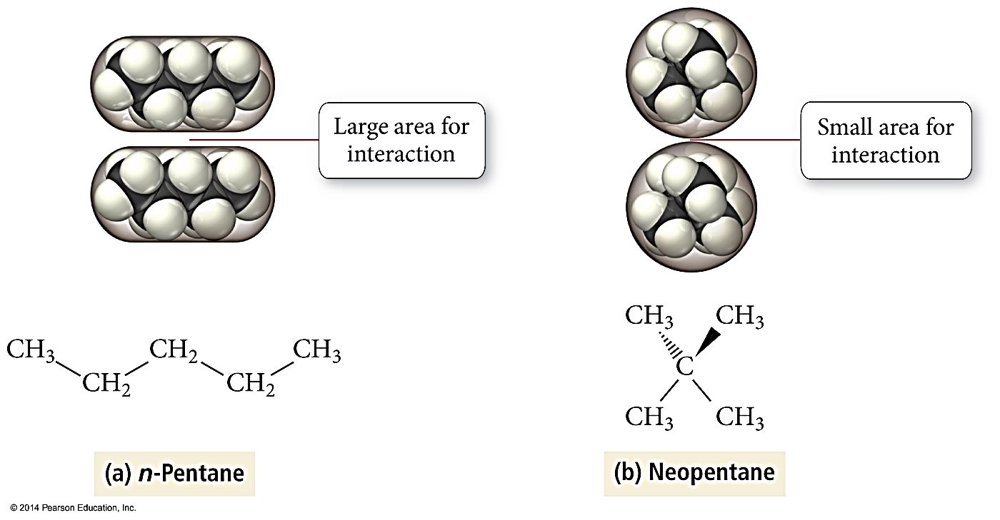 Large area for
interaction
Small area for
interaction
CH₃
CH₂
CH₂
CH₂
CH₃
CH₃
CH₃
C
CH₃
CH₃
(a) n-Pentane
(b) Neopentane
© 2014 Pearson Education, Inc.